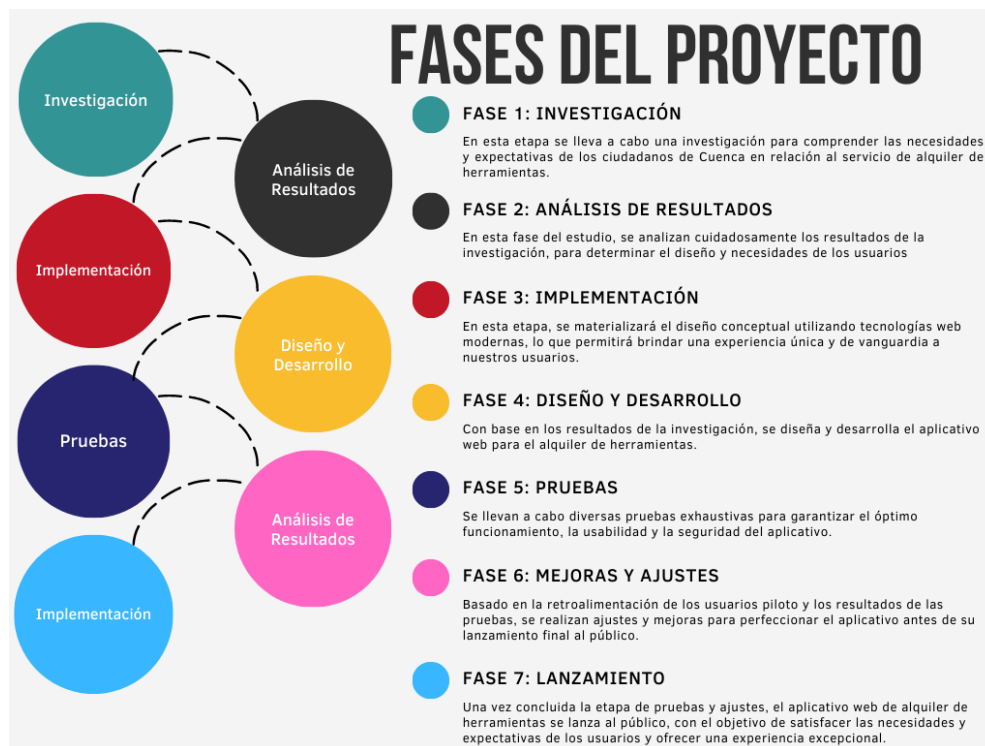 FASES DEL PROYECTO
Investigación
Análisis de
Resultados
Implementación
Diseño y
Desarrollo
Pruebas
Análisis de
Resultados
Implementación
FASE 1: INVESTIGACIÓN
En esta etapa se lleva a cabo una investigación para comprender las necesidades
y expectativas de los ciudadanos de Cuenca en relación al servicio de alquiler de
herramientas.
FASE 2: ANÁLISIS DE RESULTADOS
En esta fase del estudio, se analizan cuidadosamente los resultados de la
investigación, para determinar el diseño y necesidades de los usuarios
FASE 3: IMPLEMENTACIÓN
En esta etapa, se materializará el diseño conceptual utilizando tecnologías web
modernas, lo que permitirá brindar una experiencia única y de vanguardia a
nuestros usuarios.
FASE 4: DISEÑO Y DESARROLLO
Con base en los resultados de la investigación, se diseña y desarrolla el aplicativo
web para el alquiler de herramientas.
FASE 5: PRUEBAS
Se llevan a cabo diversas pruebas exhaustivas para garantizar el óptimo
funcionamiento, la usabilidad y la seguridad del aplicativo.
FASE 6: MEJORAS Y AJUSTES
Basado en la retroalimentación de los usuarios piloto y los resultados de las
pruebas, se realizan ajustes y mejoras para perfeccionar el aplicativo antes de su
lanzamiento final al público.
FASE 7: LANZAMIENTO
Una vez concluida la etapa de pruebas y ajustes, el aplicativo web de alquiler de
herramientas se lanza al público, con el objetivo de satisfacer las necesidades y
expectativas de los usuarios y ofrecer una experiencia excepcional.